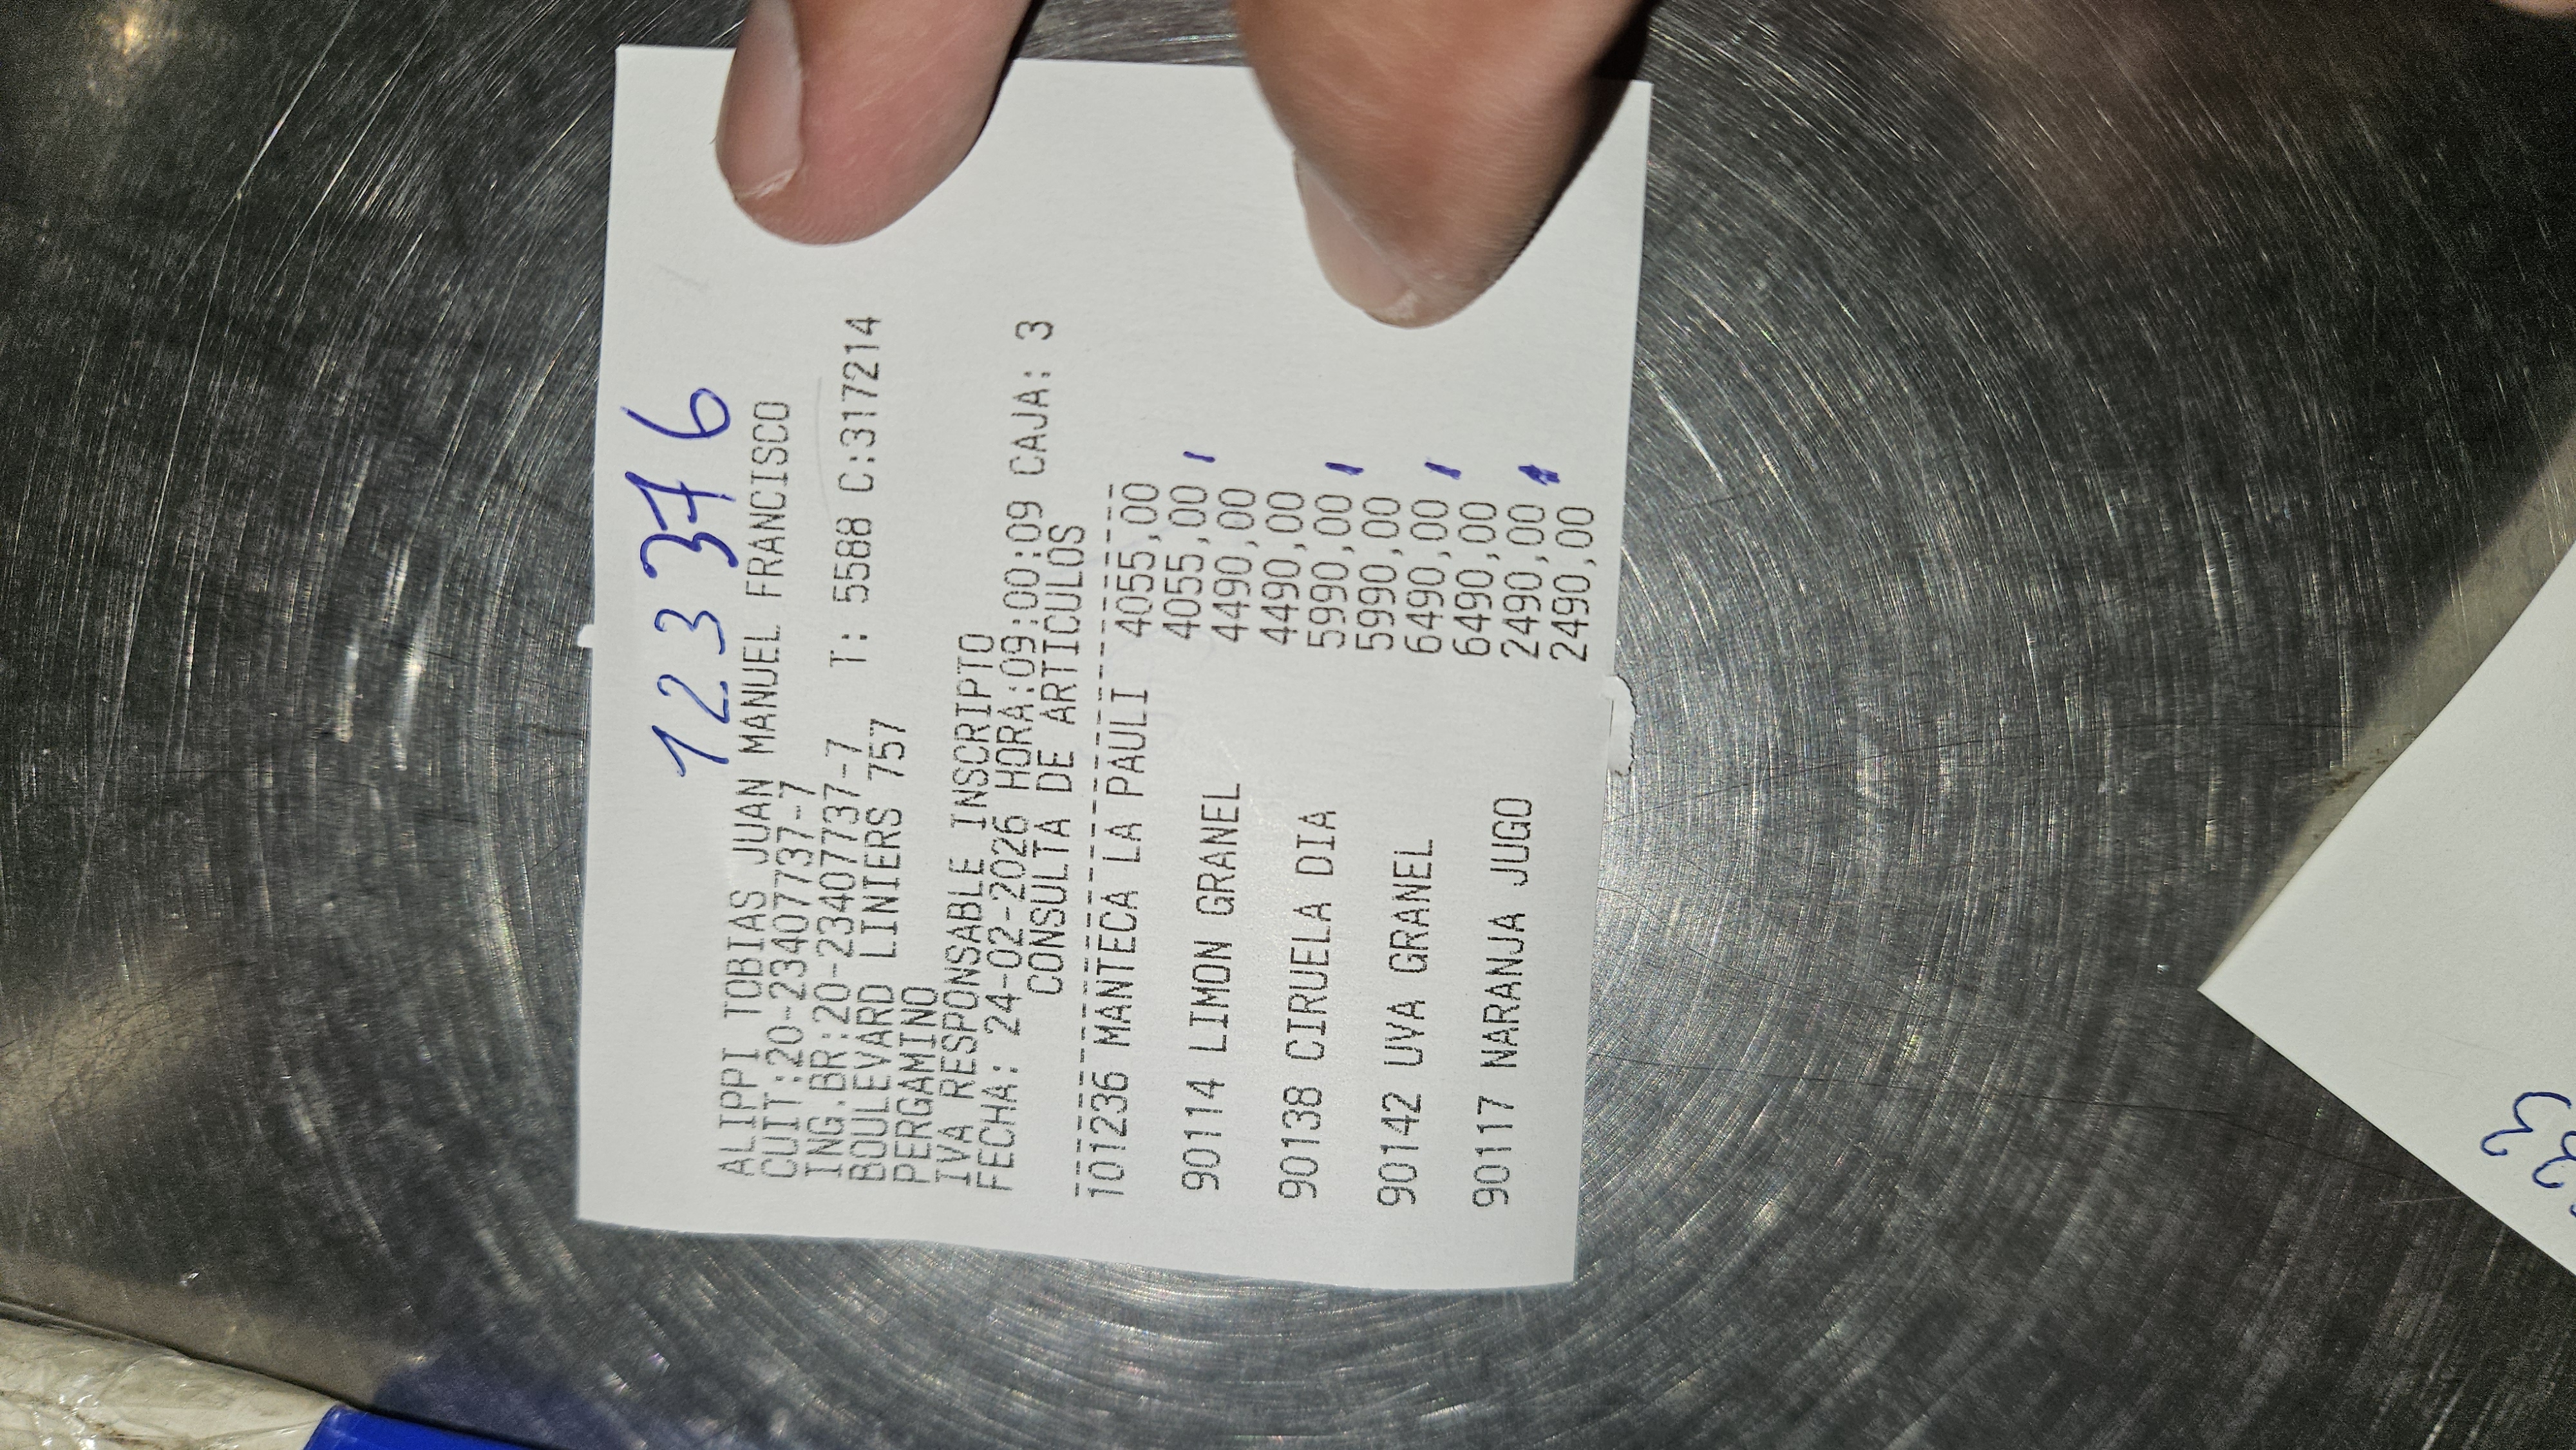 123376
ALIPPI TOBIAS JUAN MANUEL FRANCISCO
CUIT:20-23407737-7
ING.BR:20-23407737-7 T: 5588 C:317214
BOULEVARD LINIERS 757
PERGAMINO
IVA RESPONSABLE INSCRIPTO
FECHA: 24-02-2026 HORA:09:00:09 CAJA: 3
CONSULTA DE ARTICULOS
101236 MANTECA LA PAULI 4055,00
4055,00
90114 LIMON GRANEL 4490,00
4490,00
90138 CIRUELA DIA 5990,00
5990,00
90142 UVA GRANEL 6490,00
6490,00
90117 NARANJA JUGO 2490,00
2490,00